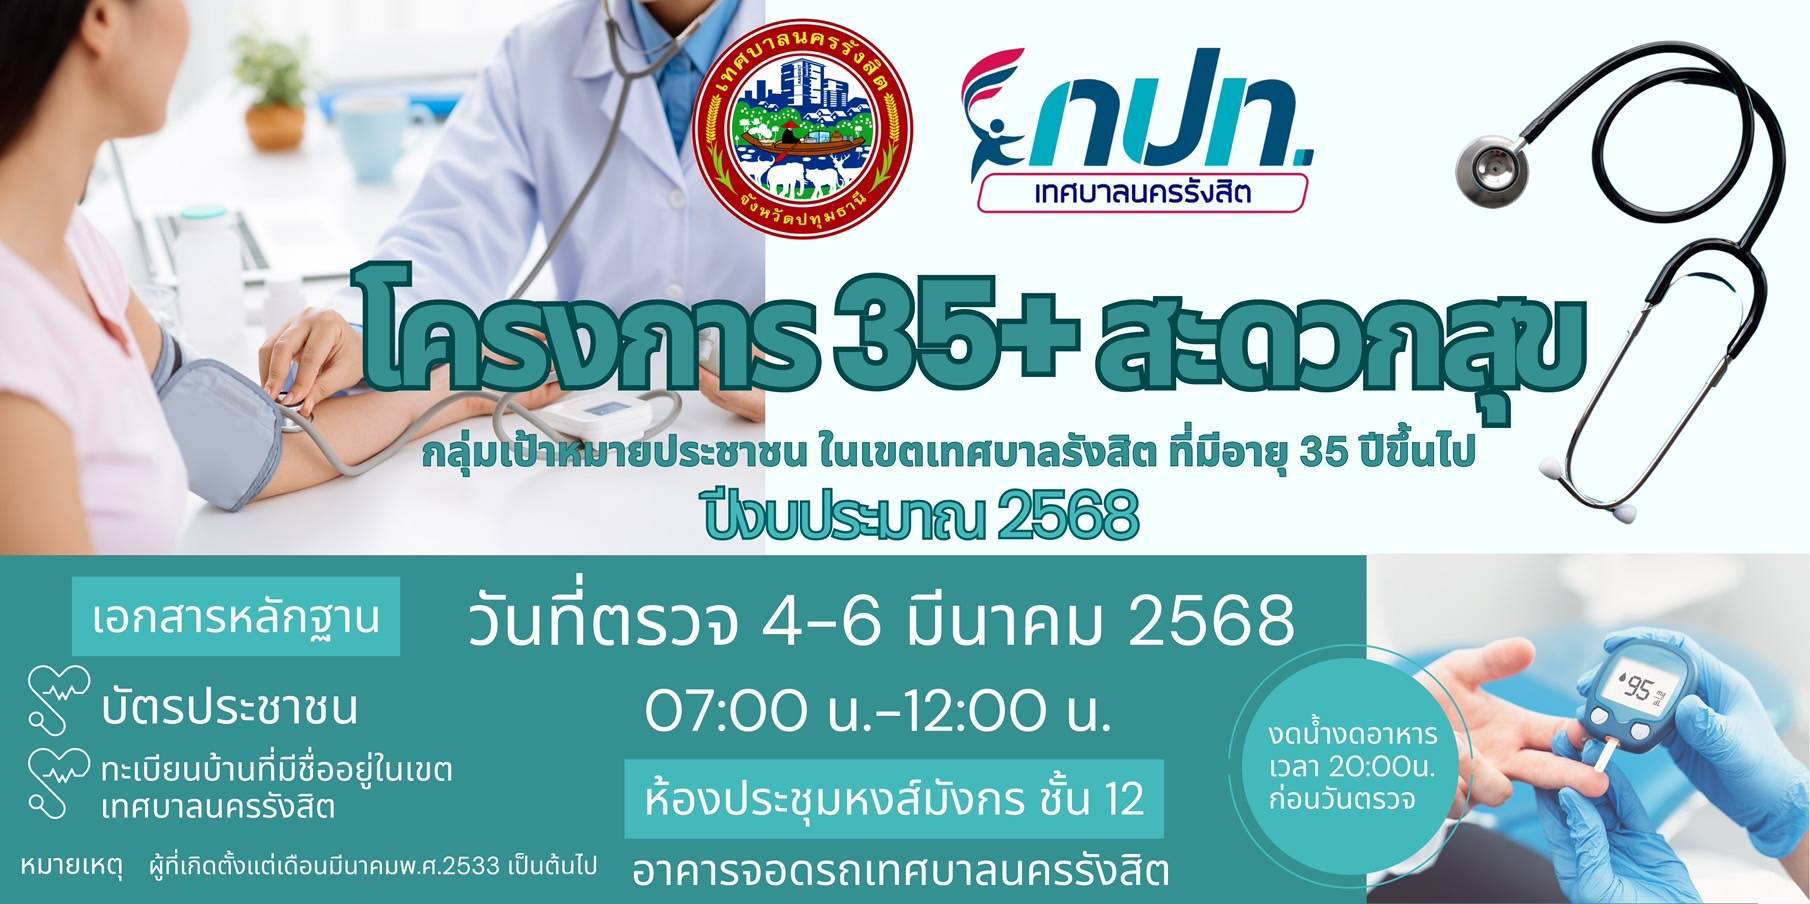 เทศบาลนครรังสิต
จังหวัดปทุมธานี
กปท.
เทศบาลนครรังสิต
โครงการ 35+ สะดวกสุข
กลุ่มเป้าหมายประชาชน ในเขตเทศบาลรังสิต ที่มีอายุ 35 ปีขึ้นไป
ปีงบประมาณ 2568
เอกสารหลักฐาน
บัตรประชาชน
ทะเบียนบ้านที่มีชื่ออยู่ในเขต
เทศบาลนครรังสิต
หมายเหตุ ผู้ที่เกิดตั้งแต่เดือนมีนาคมพ.ศ.2533 เป็นต้นไป
วันที่ตรวจ 4-6 มีนาคม 2568
07:00 น.-12:00 น.
ห้องประชุมหงส์มังกร ชั้น 12
อาคารจอดรถเทศบาลนครรังสิต
งดน้ำงดอาหาร
เวลา 20:00น.
ก่อนวันตรวจ
95